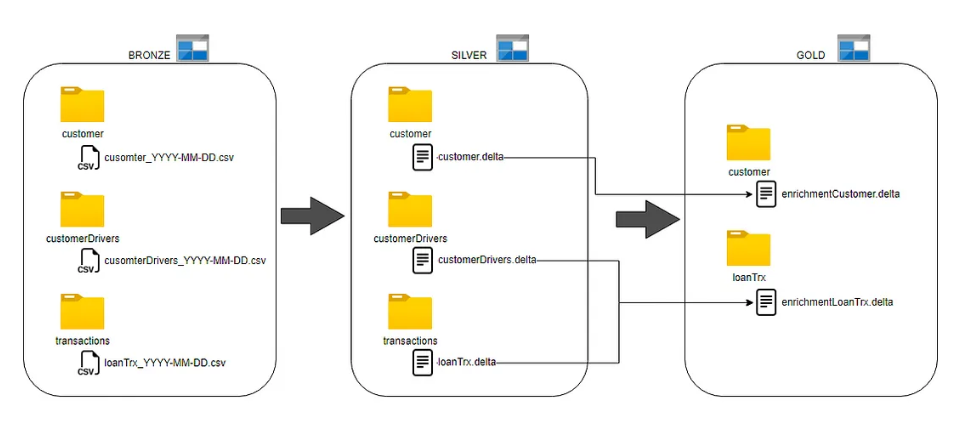 BRONZE
customer
CSV
cusomter_YYYY-MM-DD.csv
customerDrivers
CSV
cusomterDrivers_YYYY-MM-DD.csv
transactions
CSV
loanTrx_YYYY-MM-DD.csv
SILVER
customer
customer.delta
customerDrivers
customerDrivers.delta
transactions
loanTrx.delta
GOLD
customer
enrichmentCustomer.delta
loanTrx
enrichmentLoanTrx.delta